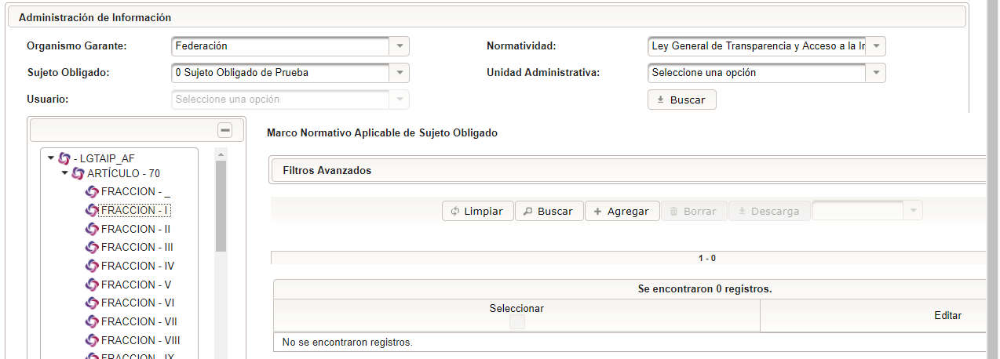 Administración de Información
Organismo Garante: Federación Normatividad: Ley General de Transparencia y Acceso a la Ir
Sujeto Obligado: 0 Sujeto Obligado de Prueba Unidad Administrativa: Seleccione una opción
Usuario: Seleccione una opción Buscar
Marco Normativo Aplicable de Sujeto Obligado
- LGTAIP_AF
ARTÍCULO - 70
FRACCION - _
FRACCION - I
FRACCION - II
FRACCION - III
FRACCION - IV
FRACCION - V
FRACCION - VI
FRACCION - VII
FRACCION - VIII
FRACCION - IX
Filtros Avanzados
Limpiar Buscar Agregar Borrar Descarga
1 - 0
Se encontraron 0 registros.
Seleccionar Editar
No se encontraron registros.